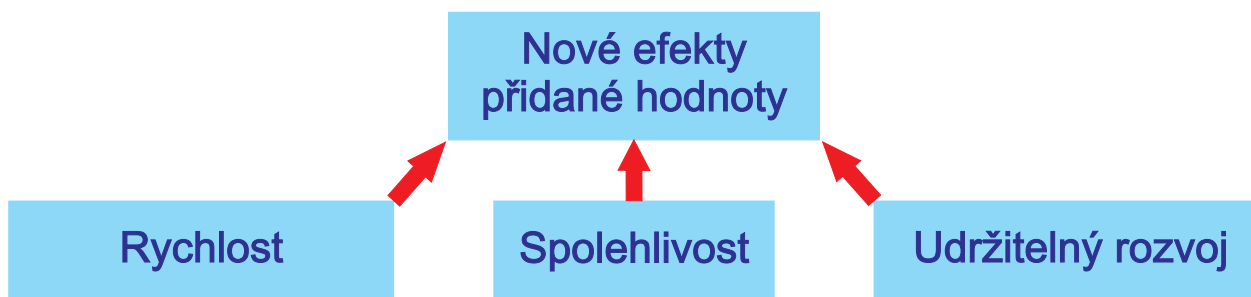 Nové efekty
přidané hodnoty
Rychlost
Spolehlivost
Udržitelný rozvoj